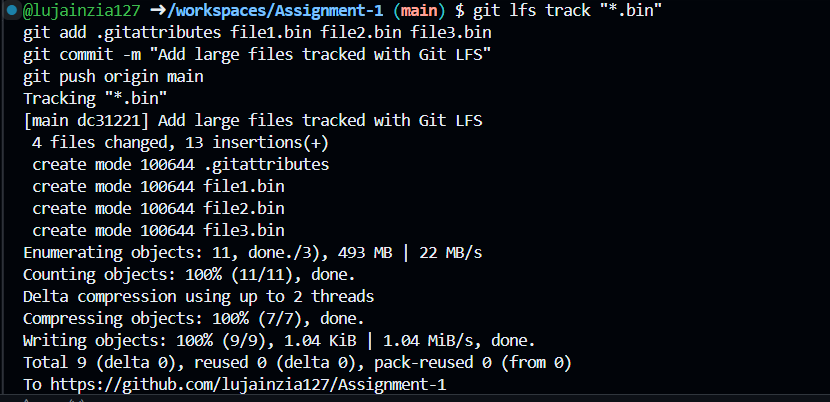 @lujainzia127 ➜/workspaces/Assignment-1 (main) $ git lfs track "*.bin"
git add .gitattributes file1.bin file2.bin file3.bin
git commit -m "Add large files tracked with Git LFS"
git push origin main
Tracking "*.bin"
[main dc31221] Add large files tracked with Git LFS
 4 files changed, 13 insertions(+)
 create mode 100644 .gitattributes
 create mode 100644 file1.bin
 create mode 100644 file2.bin
 create mode 100644 file3.bin
Enumerating objects: 11, done./3), 493 MB | 22 MB/s
Counting objects: 100% (11/11), done.
Delta compression using up to 2 threads
Compressing objects: 100% (7/7), done.
Writing objects: 100% (9/9), 1.04 KiB | 1.04 MiB/s, done.
Total 9 (delta 0), reused 0 (delta 0), pack-reused 0 (from 0)
To https://github.com/lujainzia127/Assignment-1